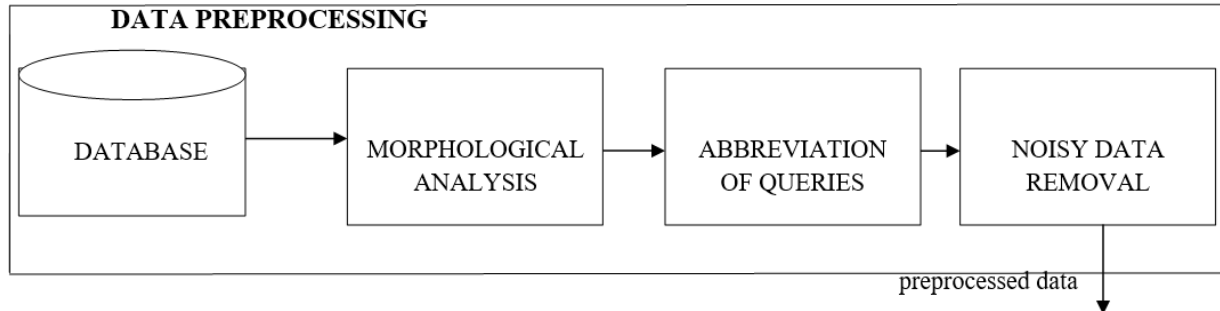 DATA PREPROCESSING
DATABASE
MORPHOLOGICAL
ANALYSIS
ABBREVIATION
OF QUERIES
NOISY DATA
REMOVAL
preprocessed data